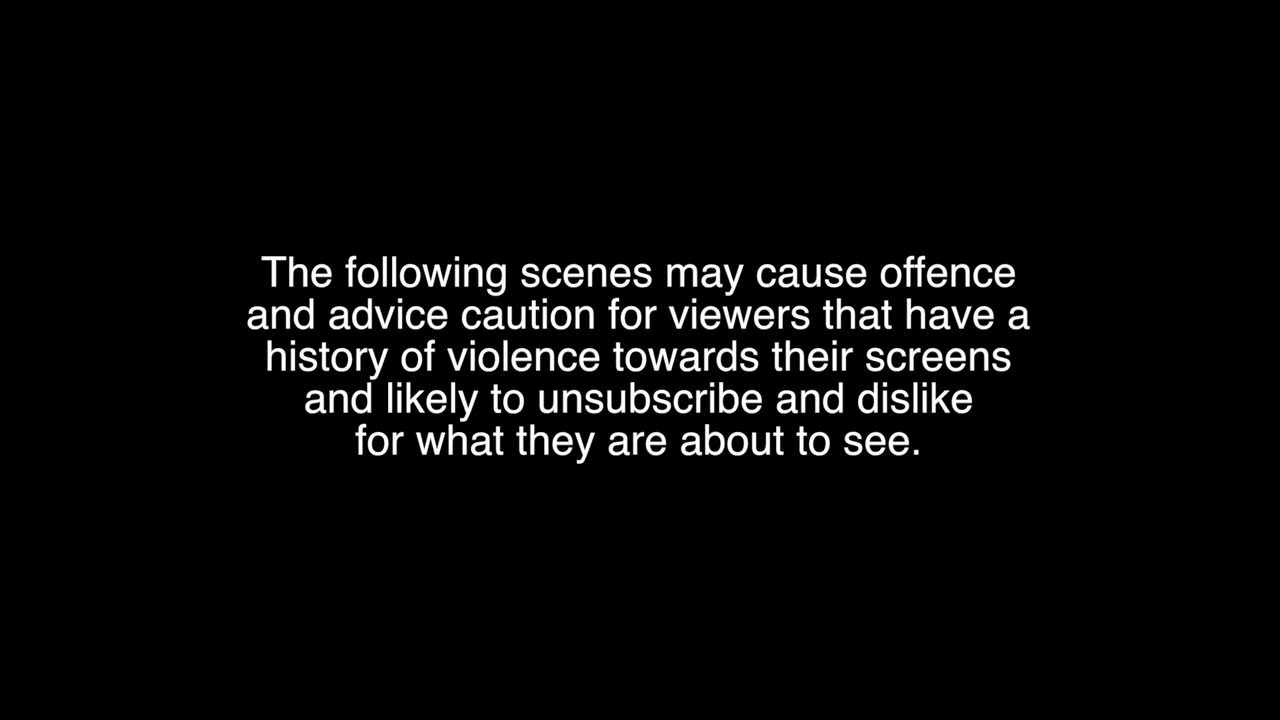 The following scenes may cause offence
and advice caution for viewers that have a
history of violence towards their screens
and likely to unsubscribe and dislike
for what they are about to see.